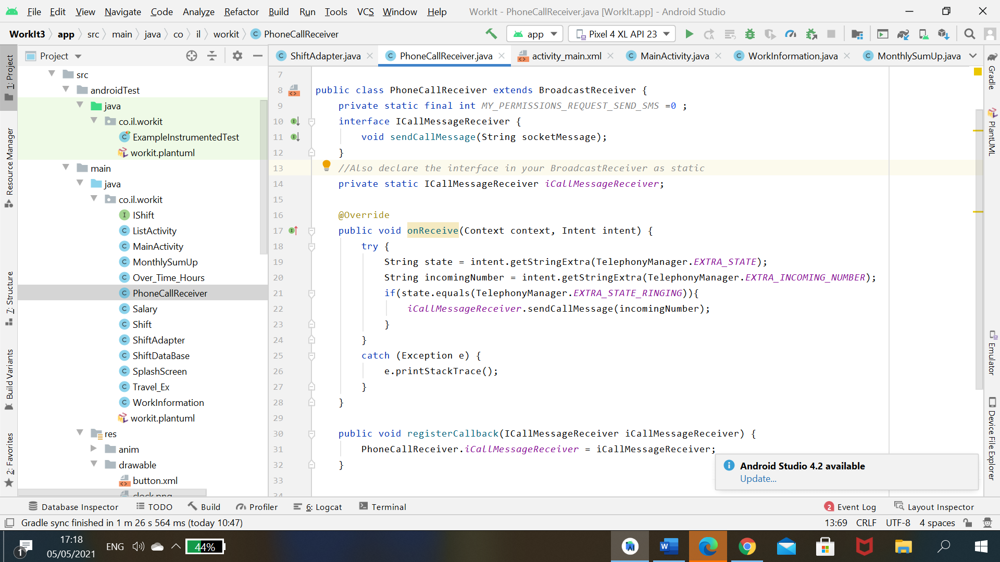 File Edit View Navigate Code Analyze Refactor Build Run Tools VCS Window Help WorkIt - PhoneCallReceiver.java [WorkIt.app] - Android Studio
WorkIt3 app src main java co il workit PhoneCallReceiver app Pixel 4 XL API 23
Project
ShiftAdapter.java PhoneCallReceiver.java activity_main.xml MainActivity.java WorkInformation.java MonthlySumUp.java
1: Project
Resource Manager
7: Structure
Build Variants
2: Favorites
src
androidTest
java
co.il.workit
ExampleInstrumentedTest
workit.plantuml
main
java
co.il.workit
IShift
ListActivity
MainActivity
MonthlySumUp
Over_Time_Hours
PhoneCallReceiver
Salary
Shift
ShiftAdapter
ShiftDataBase
SplashScreen
Travel_Ex
WorkInformation
workit.plantuml
res
anim
drawable
button.xml
clock.png
7
8 public class PhoneCallReceiver extends BroadcastReceiver {
9 private static final int MY_PERMISSIONS_REQUEST_SEND_SMS =0 ;
10 interface ICallMessageReceiver {
11 void sendCallMessage(String socketMessage);
12 }
13 //Also declare the interface in your BroadcastReceiver as static
14 private static ICallMessageReceiver iCallMessageReceiver;
15
16 @Override
17 public void onReceive(Context context, Intent intent) {
18 try {
19 String state = intent.getStringExtra(TelephonyManager.EXTRA_STATE);
20 String incomingNumber = intent.getStringExtra(TelephonyManager.EXTRA_INCOMING_NUMBER);
21 if(state.equals(TelephonyManager.EXTRA_STATE_RINGING)){
22 iCallMessageReceiver.sendCallMessage(incomingNumber);
23 }
24 }
25 catch (Exception e) {
26 e.printStackTrace();
27 }
28 }
29
30 public void registerCallback(ICallMessageReceiver iCallMessageReceiver) {
31 PhoneCallReceiver.iCallMessageReceiver = iCallMessageReceiver;
32 }
33
34
Gradle
PlantUML
Emulator
Device File Explorer
Android Studio 4.2 available
Update...
Database Inspector TODO Build Profiler 6: Logcat Terminal 2 Event Log Layout Inspector
Gradle sync finished in 1 m 26 s 564 ms (today 10:47) 13:69 CRLF UTF-8 4 spaces
1 17:18 ENG 44%
05/05/2021